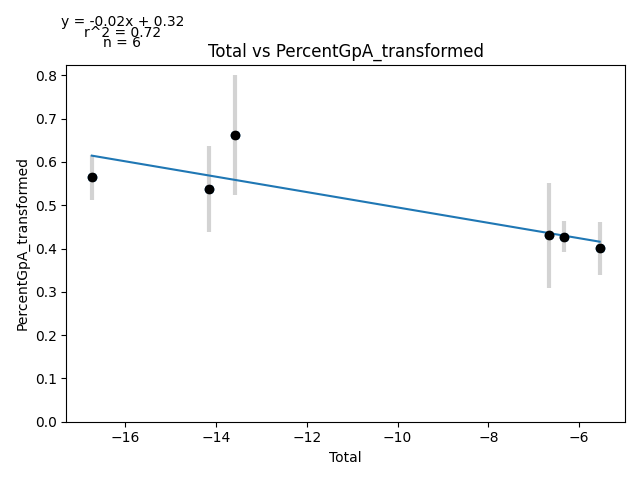 y = -0.02x + 0.32
r^2 = 0.72
n = 6
Total vs PercentGpA_transformed
PercentGpA_transformed
0.8
0.7
0.6
0.5
0.4
0.3
0.2
0.1
0.0
−16
−14
−12
−10
−8
−6
Total